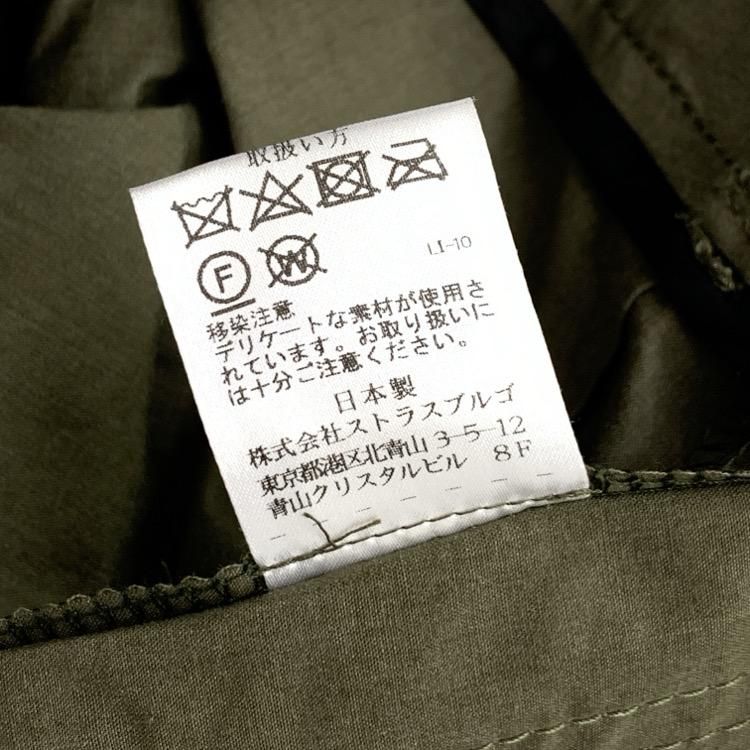 取扱い方
F
W
LI-10
移染注意
デリケートな素材が使用さ
れています。お取り扱いに
は十分ご注意ください。
日本製
株式会社ストラスブルゴ
東京都港区北青山 3-5-12
青山クリスタルビル 8F